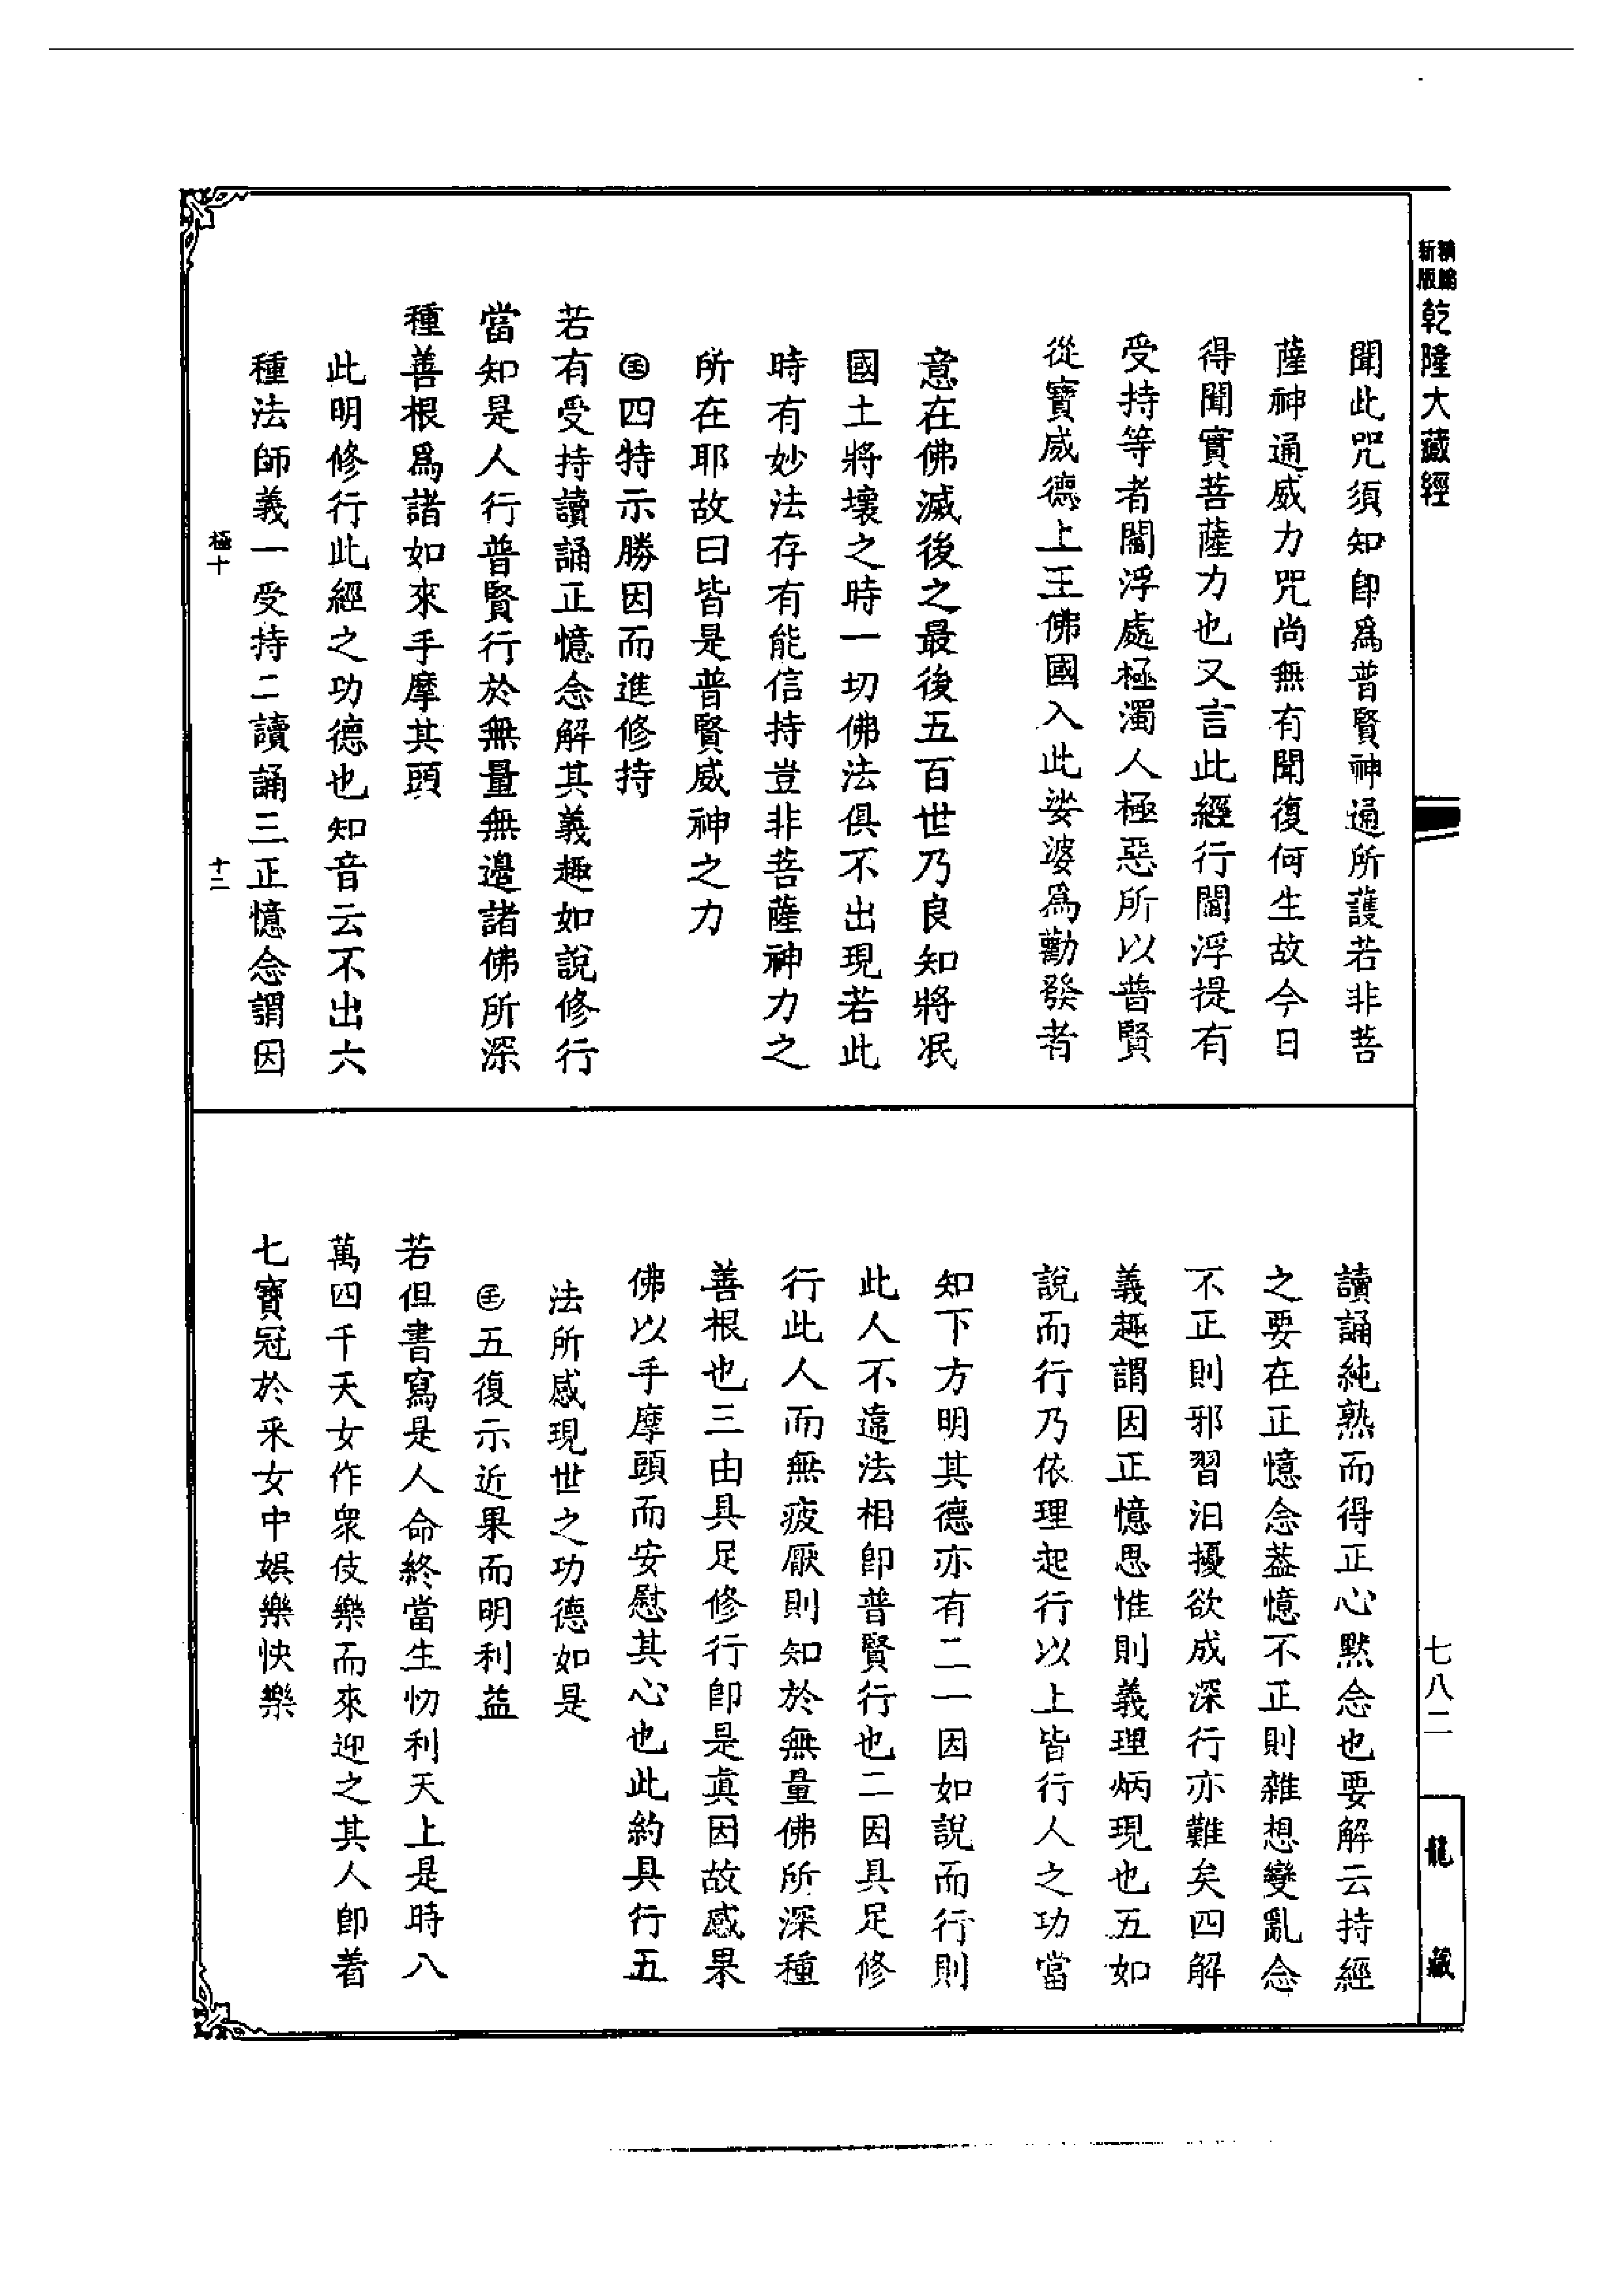 新版
精縮
乾隆大藏經
聞此咒須知卽爲普賢神通所護若非菩
薩神通威力咒尚無有聞復何生故今日
得聞實菩薩力也又言此經行閻浮提有
受持等者閻浮處極濁人極惡所以普賢
從寶威德上王佛國入此娑婆爲勸發者
意在佛滅後之最後五百世乃良知將泯
國土將壞之時一切佛法俱不出現若此
時有妙法存有能信持豈非菩薩神力之
所在耶故曰皆是普賢威神之力
四特示勝因而進修持
若有受持讀誦正憶念解其義趣如說修行
當知是人行普賢行於無量無邊諸佛所深
種善根爲諸如來手摩其頭
此明修行此經之功德也知音云不出六
種法師義一受持二讀誦三正憶念謂因
極十
十二
讀誦純熟而得正心默念也要解云持經
之要在正憶念葢憶不正則雜想變亂念
不正則邪習汨擾欲成深行亦難矣四解
義趣謂因正憶思惟則義理炳現也五如
說而行乃依理起行以上皆行人之功當
知下方明其德亦有二一因如說而行則
此人不遠法相卽普賢行也二因具足修
行此人而無疲厭則知於無量佛所深種
善根也三由具足修行卽是眞因故感果
佛以手摩頭而安慰其心也此約具行五
法所感現世之功德如是
五復示近果而明利益
若但書寫是人命終當生忉利天上是時八
萬四千天女作衆伎樂而來迎之其人卽着
七寶冠於采女中娛樂快樂
七八二
龍藏